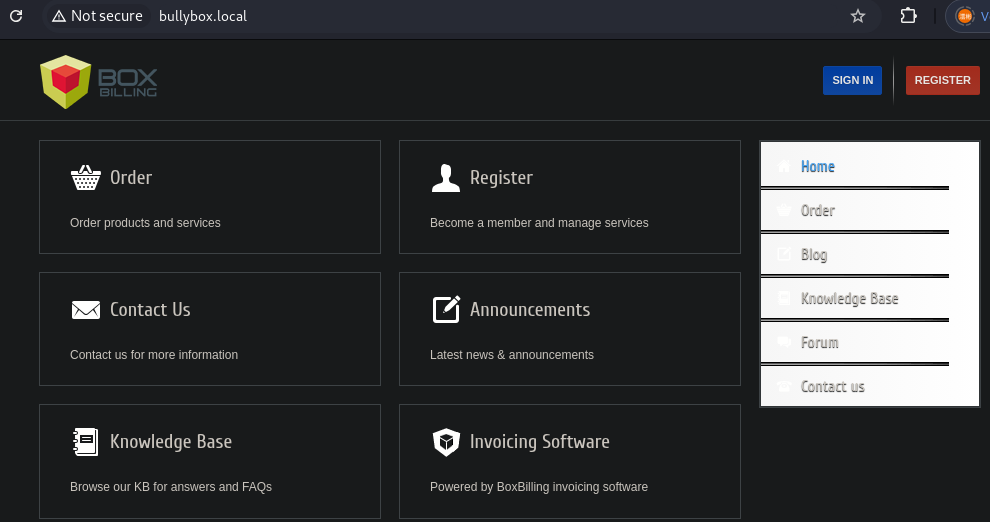 Not secure bullybox.local
BOX
BILLING
SIGN IN
REGISTER
Order
Order products and services
Register
Become a member and manage services
Contact Us
Contact us for more information
Announcements
Latest news & announcements
Knowledge Base
Browse our KB for answers and FAQs
Invoicing Software
Powered by BoxBilling invoicing software
Home
Order
Blog
Knowledge Base
Forum
Contact us